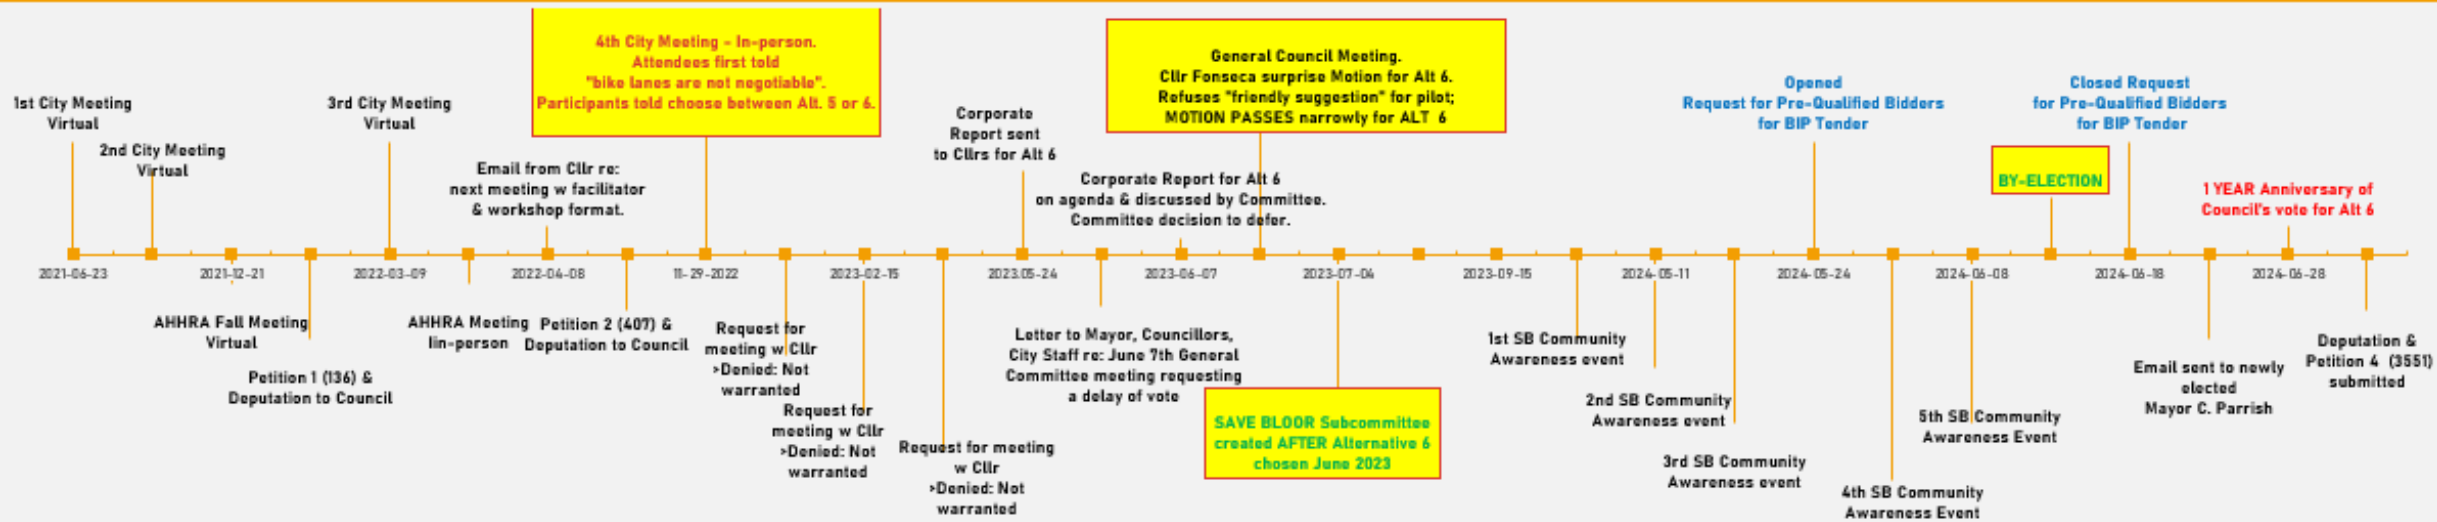 1st City Meeting
Virtual
2nd City Meeting
Virtual
3rd City Meeting
Virtual
Email from Cllr re:
next meeting w facilitator
& workshop format.
4th City Meeting - In-person.
Attendees first told
"bike lanes are not negotiable".
Participants told choose between Alt. 5 or 6.
Corporate
Report sent
to Cllrs for Alt 6
Corporate Report for Alt 6
on agenda & discussed by Committee.
Committee decision to defer.
General Council Meeting.
Cllr Fonseca surprise Motion for Alt 6.
Refuses "friendly suggestion" for pilot;
MOTION PASSES narrowly for ALT 6
Opened
Request for Pre-Qualified Bidders
for BIP Tender
BY-ELECTION
Closed Request
for Pre-Qualified Bidders
for BIP Tender
1 YEAR Anniversary of
Council's vote for Alt 6
2021-06-23
2021-12-21
2022-03-09
2022-04-08
11-29-2022
2023-02-15
2023-05-24
2023-06-07
2023-07-04
2023-09-15
2024-05-11
2024-05-24
2024-06-08
2024-06-18
2024-06-28
AHHRA Fall Meeting
Virtual
Petition 1 (136) &
Deputation to Council
AHHRA Meeting
Iin-person
Petition 2 (407) &
Deputation to Council
Request for
meeting w Cllr
>Denied: Not
warranted
Request for
meeting w Cllr
>Denied: Not
warranted
Request for meeting
w Cllr
>Denied: Not
warranted
Letter to Mayor, Councillors,
City Staff re: June 7th General
Committee meeting requesting
a delay of vote
SAVE BLOOR Subcommittee
created AFTER Alternative 6
chosen June 2023
1st SB Community
Awareness event
2nd SB Community
Awareness event
3rd SB Community
Awareness event
4th SB Community
Awareness Event
5th SB Community
Awareness Event
Email sent to newly
elected
Mayor C. Parrish
Deputation &
Petition 4 (3551)
submitted